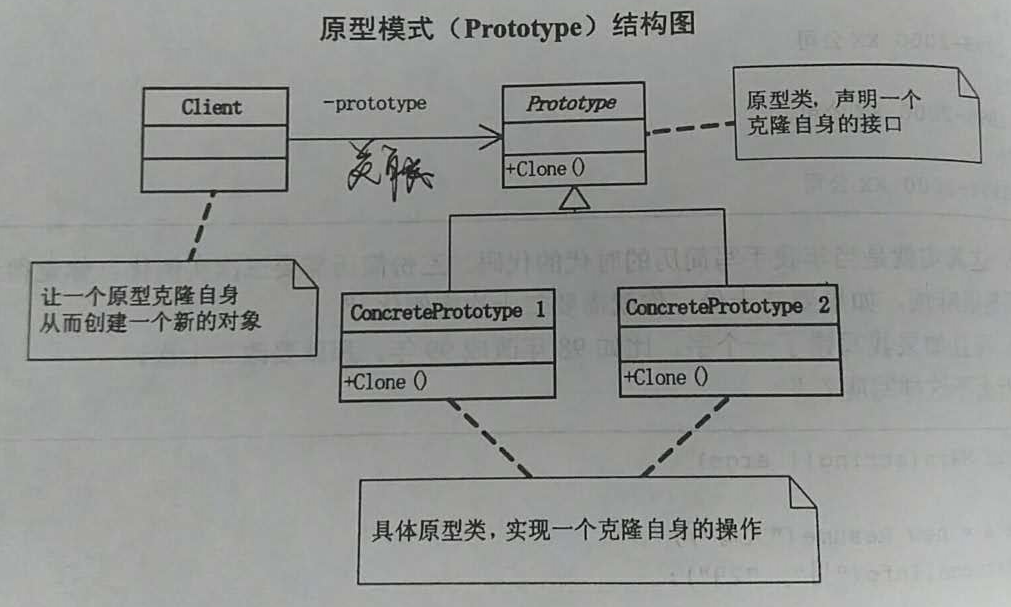 原型模式（Prototype）结构图
Client
-prototype
Prototype
+Clone()
原型类，声明一个
克隆自身的接口
关联
让一个原型克隆自身
从而创建一个新的对象
ConcretePrototype 1
+Clone()
ConcretePrototype 2
+Clone()
具体原型类，实现一个克隆自身的操作